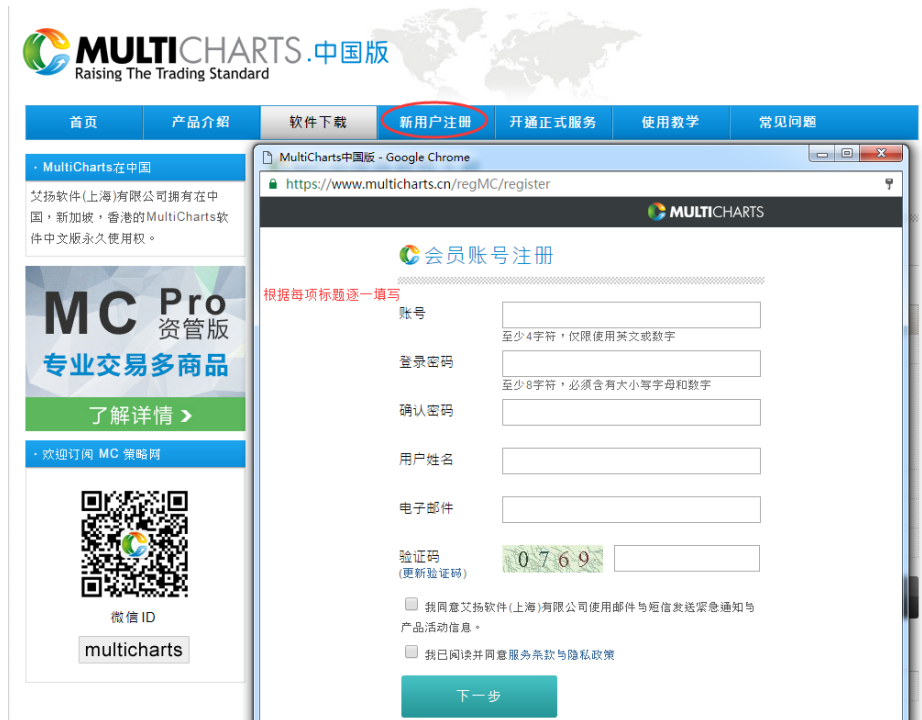 MULTICHARTS.中国版
Raising The Trading Standard
首页 产品介绍 软件下载 新用户注册 开通正式服务 使用教学 常见问题
· MultiCharts在中国
艾扬软件(上海)有限公司拥有在中
国，新加坡，香港的MultiCharts软
件中文版永久使用权。
MC Pro
资管版
专业交易多商品
了解详情 >
· 欢迎订阅 MC 策略网
微信 ID
multicharts
MultiCharts中国版 - Google Chrome
https://www.multicharts.cn/regMC/register
MULTICHARTS
会员账号注册
根据每项标题逐一填写
账号
至少4字符，仅限使用英文或数字
登录密码
至少8字符，必须含有大小写字母和数字
确认密码
用户姓名
电子邮件
验证码
(更新验证码)
0769
我同意艾扬软件(上海)有限公司使用邮件与短信发送紧急通知与
产品活动信息。
我已阅读并同意服务条款与隐私政策
下一步